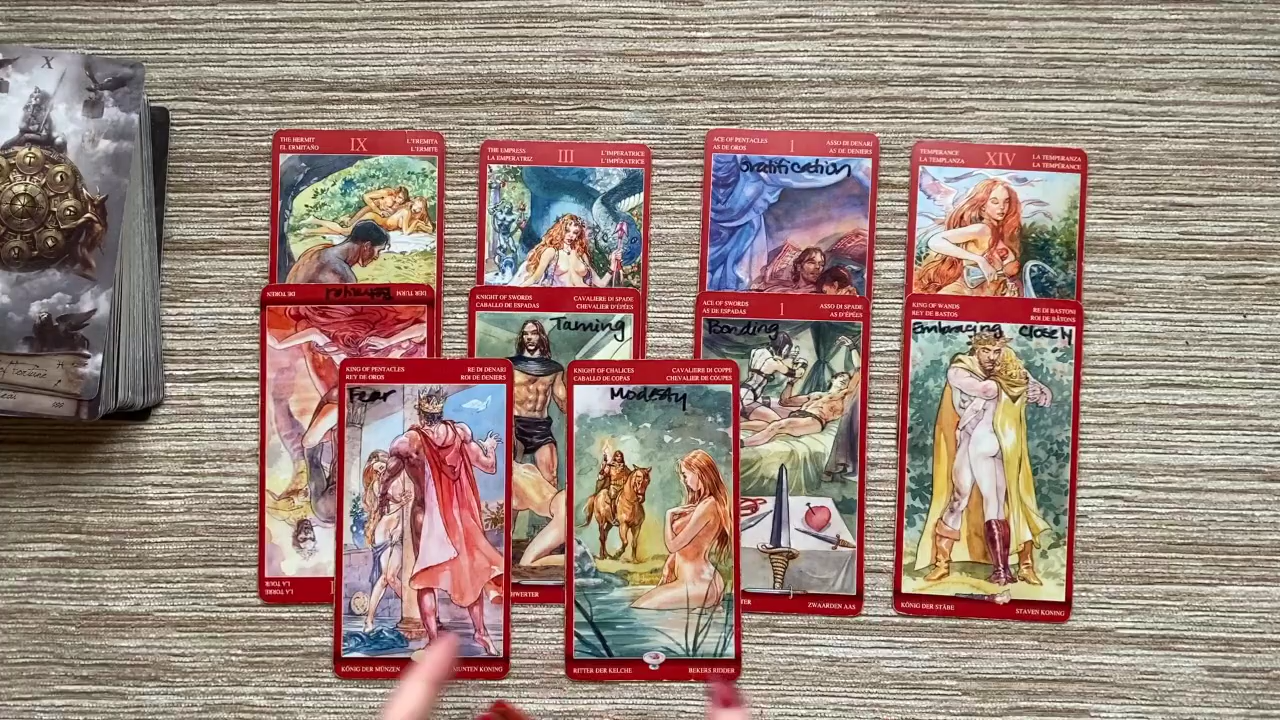 X
THE HERMIT
EL ERMITAÑO
IX
L'EREMITA
L'ERMITE
THE EMPRESS
LA EMPERATRIZ
III
L'IMPERATRICE
L'IMPÉRATRICE
ACE OF PENTACLES
AS DE OROS
I
ASSO DI DENARI
AS DE DENIERS
Gratification
TEMPERANCE
LA TEMPLANZA
XIV
LA TEMPERANZA
LA TEMPÉRANCE
DE TOREN
DER TURM
Betrayal
LA TORRE
LA TOUR
KNIGHT OF SWORDS
CABALLO DE ESPADAS
CAVALIERE DI SPADE
CHEVALIER D'ÉPÉES
Taming
ACE OF SWORDS
AS DE ESPADAS
I
ASSO DI SPADE
AS D'ÉPÉES
Bonding
ZWAARDEN AAS
KING OF WANDS
REY DE BASTOS
RE DI BASTONI
ROI DE BÂTONS
Embracing Closely
KÖNIG DER STÄBE
STAVEN KONING
KING OF PENTACLES
REY DE OROS
RE DI DENARI
ROI DE DENIERS
Fear
KÖNIG DER MÜNZEN
MUNTEN KONING
KNIGHT OF CHALICES
CABALLO DE COPAS
CAVALIERE DI COPPE
CHEVALIER DE COUPES
Modesty
RITTER DER KELCHE
BEKERS RIDDER